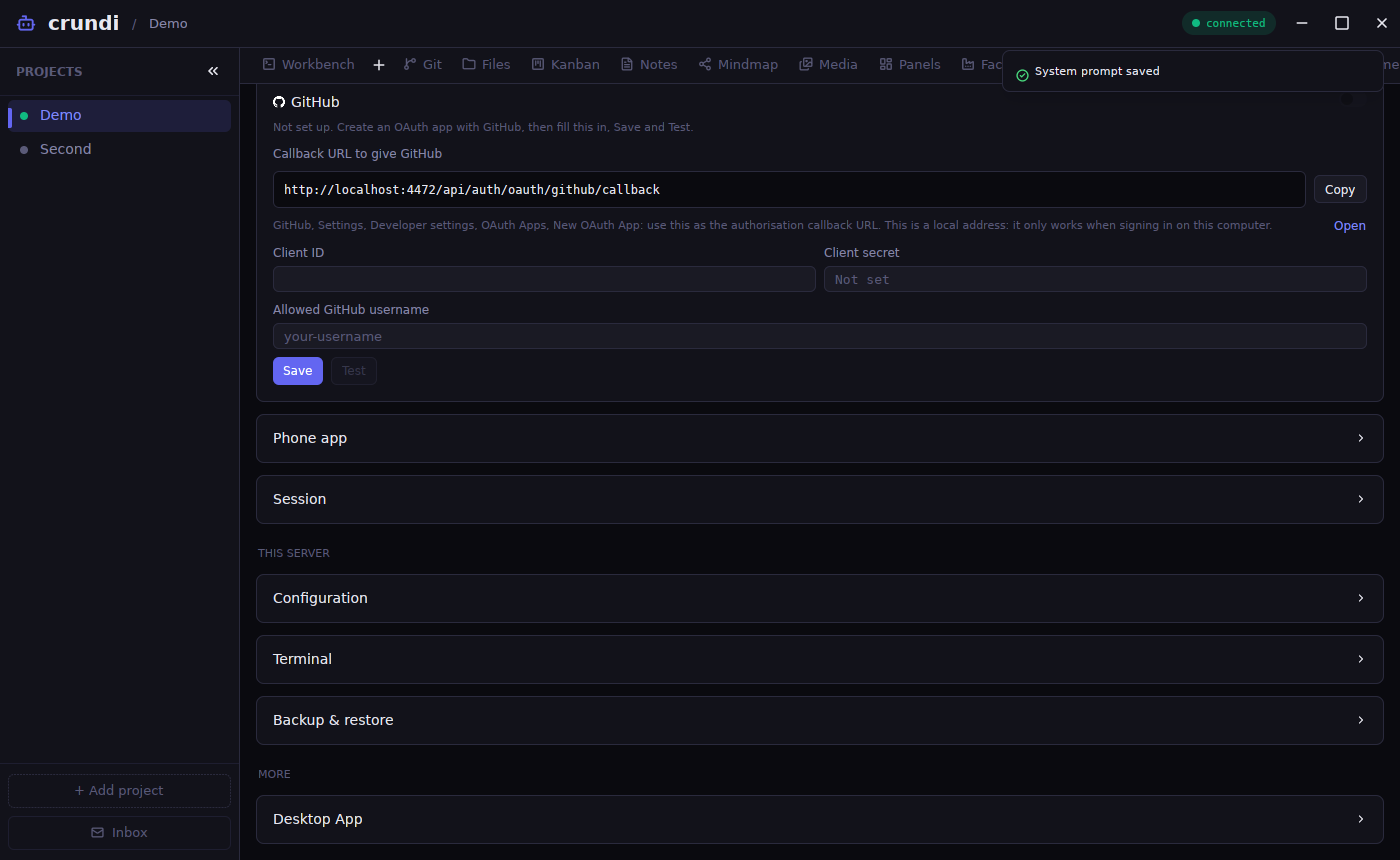 crundi / Demo
connected
PROJECTS
Demo
Second
+ Add project
Inbox
Workbench + Git Files Kanban Notes Mindmap Media Panels Fac
System prompt saved
GitHub
Not set up. Create an OAuth app with GitHub, then fill this in, Save and Test.
Callback URL to give GitHub
http://localhost:4472/api/auth/oauth/github/callback
Copy
GitHub, Settings, Developer settings, OAuth Apps, New OAuth App: use this as the authorisation callback URL. This is a local address: it only works when signing in on this computer.
Open
Client ID
Client secret
Not set
Allowed GitHub username
your-username
Save
Test
Phone app
Session
THIS SERVER
Configuration
Terminal
Backup & restore
MORE
Desktop App